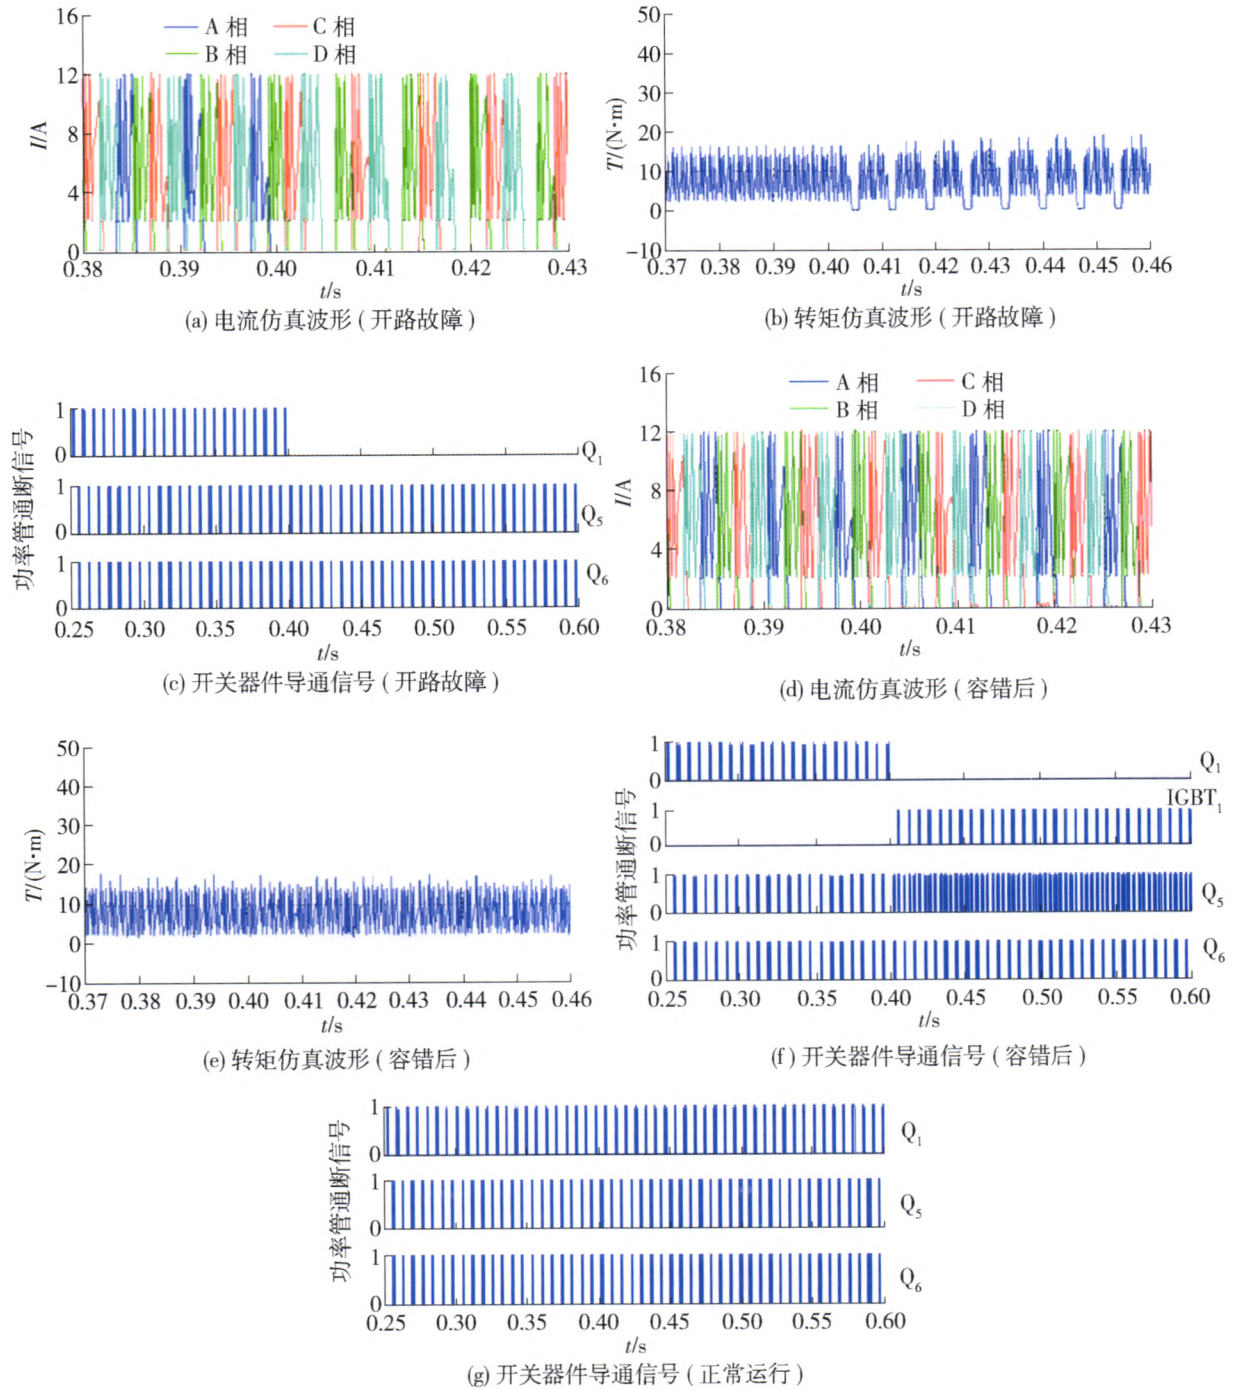 16
12
8
4
0
I/A
A 相
C 相
B 相
D 相
0.38 0.39 0.40 0.41 0.42 0.43
t/s
(a) 电流仿真波形 ( 开路故障 )
50
40
30
20
10
0
−10
T/(N·m)
0.37 0.38 0.39 0.40 0.41 0.42 0.43 0.44 0.45 0.46
t/s
(b) 转矩仿真波形 ( 开路故障 )
功率管通断信号
1
0
Q1
1
0
Q5
1
0
Q6
0.25 0.30 0.35 0.40 0.45 0.50 0.55 0.60
t/s
(c) 开关器件导通信号 ( 开路故障 )
16
12
8
4
0
I/A
A 相
C 相
B 相
D 相
0.38 0.39 0.40 0.41 0.42 0.43
t/s
(d) 电流仿真波形 ( 容错后 )
50
40
30
20
10
0
−10
T/(N·m)
0.37 0.38 0.39 0.40 0.41 0.42 0.43 0.44 0.45 0.46
t/s
(e) 转矩仿真波形 ( 容错后 )
功率管通断信号
1
0
Q1
1
0
IGBT1
1
0
Q5
1
0
Q6
0.25 0.30 0.35 0.40 0.45 0.50 0.55 0.60
t/s
(f) 开关器件导通信号 ( 容错后 )
功率管通断信号
1
0
Q1
1
0
Q5
1
0
Q6
0.25 0.30 0.35 0.40 0.45 0.50 0.55 0.60
t/s
(g) 开关器件导通信号 ( 正常运行 )